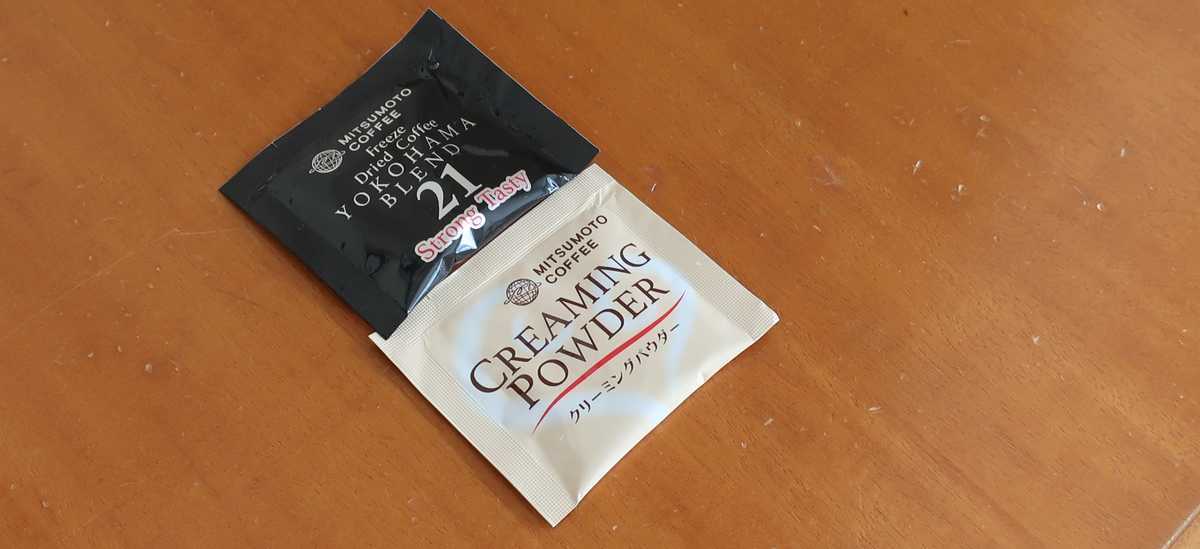 MITSUMOTO
COFFEE
Freeze
Dried Coffee
YOKOHAMA
BLEND
21
Strong Tasty
MITSUMOTO
COFFEE
CREAMING
POWDER
クリーミングパウダー